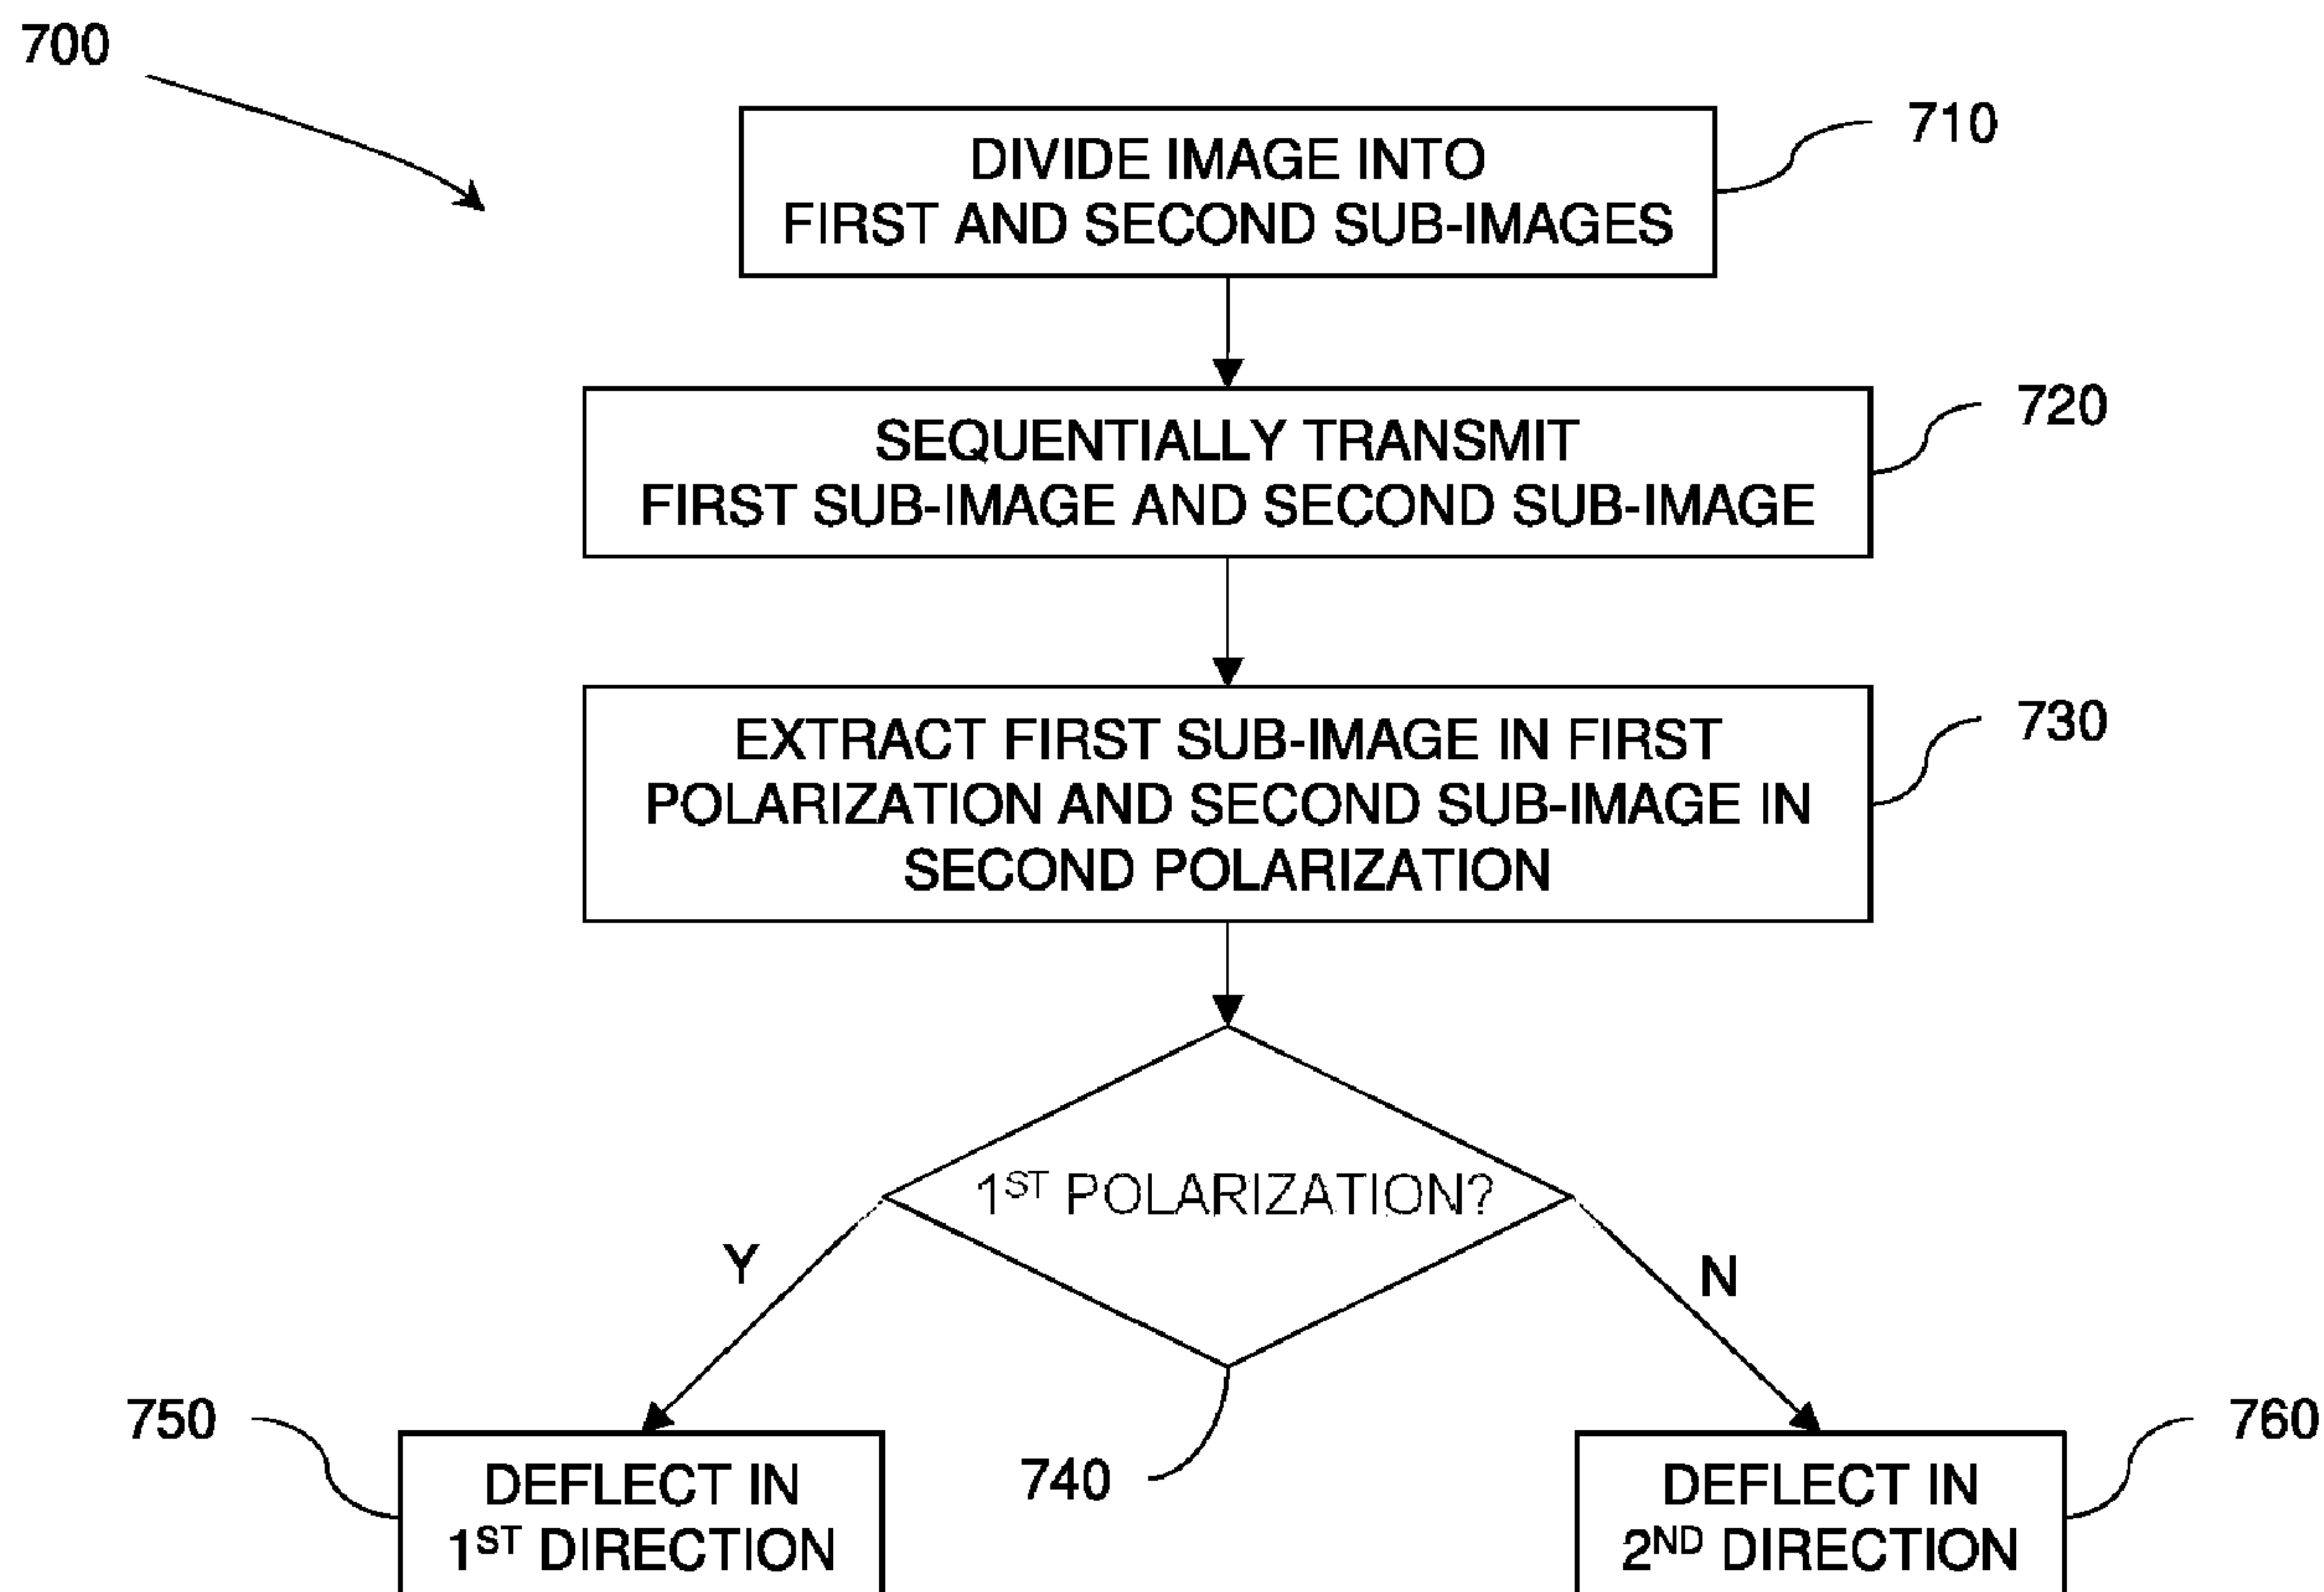 700
710
DIVIDE IMAGE INTO
FIRST AND SECOND SUB-IMAGES
720
SEQUENTIALLY TRANSMIT
FIRST SUB-IMAGE AND SECOND SUB-IMAGE
730
EXTRACT FIRST SUB-IMAGE IN FIRST
POLARIZATION AND SECOND SUB-IMAGE IN
SECOND POLARIZATION
1ST POLARIZATION?
Y
N
750
740
760
DEFLECT IN
1ST DIRECTION
DEFLECT IN
2ND DIRECTION